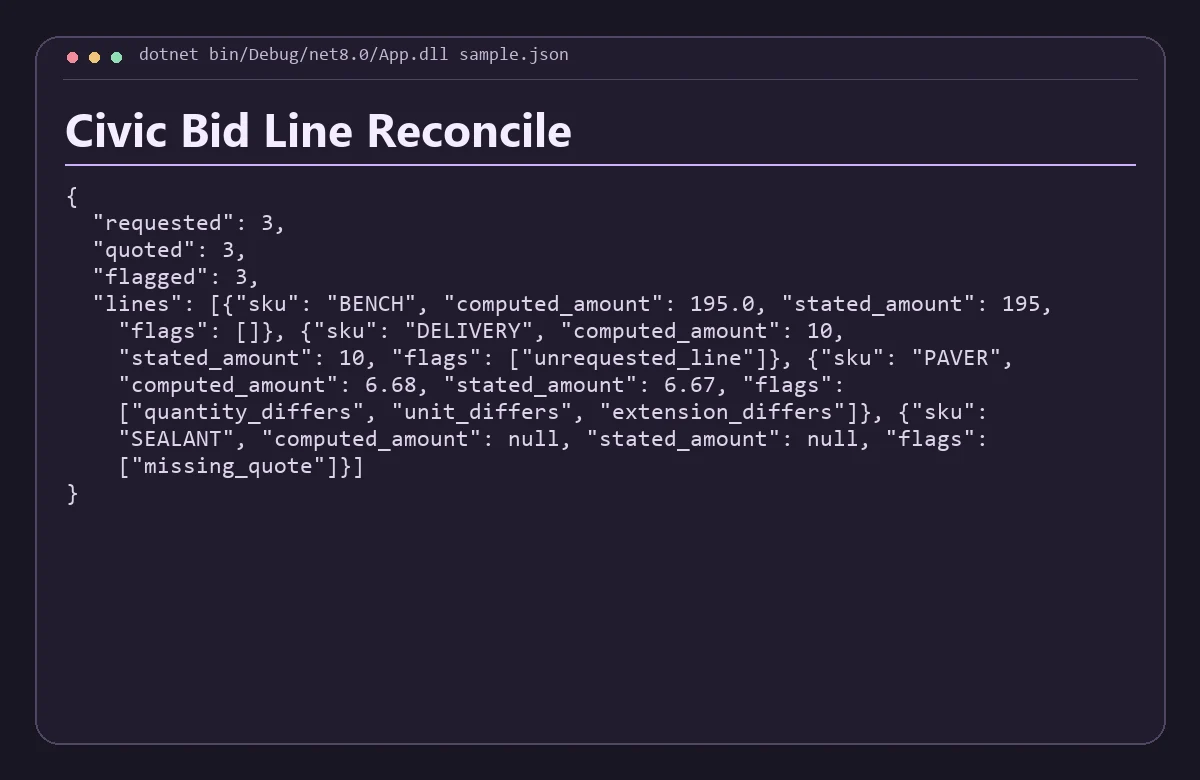 dotnet bin/Debug/net8.0/App.dll sample.json
Civic Bid Line Reconcile
{
  "requested": 3,
  "quoted": 3,
  "flagged": 3,
  "lines": [{"sku": "BENCH", "computed_amount": 195.0, "stated_amount": 195,
    "flags": []}, {"sku": "DELIVERY", "computed_amount": 10,
    "stated_amount": 10, "flags": ["unrequested_line"]}, {"sku": "PAVER",
    "computed_amount": 6.68, "stated_amount": 6.67, "flags":
    ["quantity_differs", "unit_differs", "extension_differs"]}, {"sku":
    "SEALANT", "computed_amount": null, "stated_amount": null, "flags":
    ["missing_quote"]}]
}